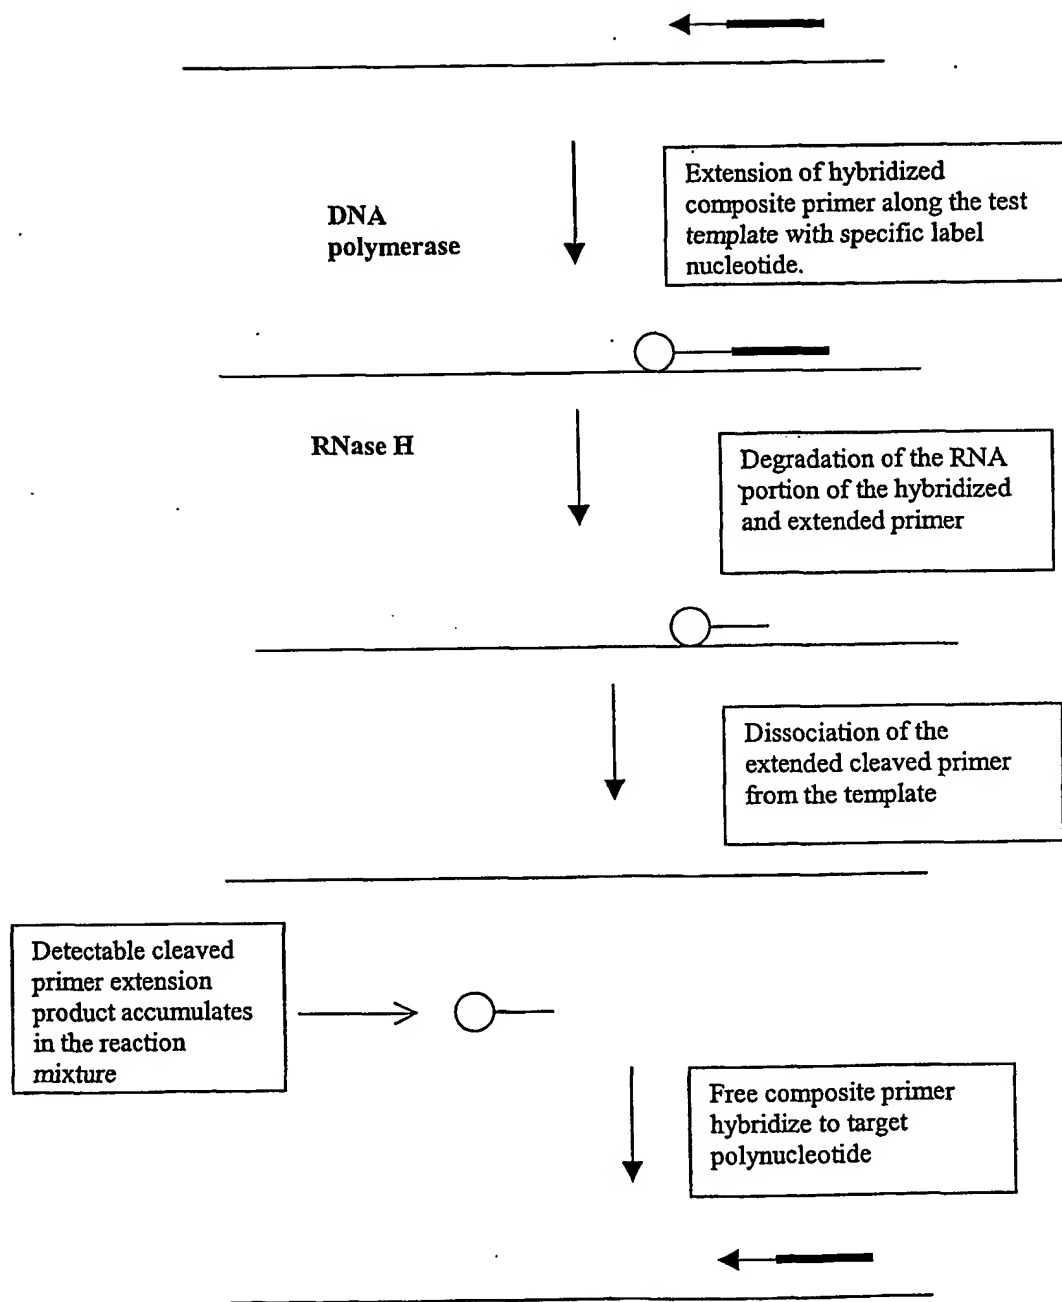 DNA
polymerase
Extension of hybridized
composite primer along the test
template with specific label
nucleotide.
RNase H
Degradation of the RNA
portion of the hybridized
and extended primer
Dissociation of the
extended cleaved primer
from the template
Detectable cleaved
primer extension
product accumulates
in the reaction
mixture
Free composite primer
hybridize to target
polynucleotide